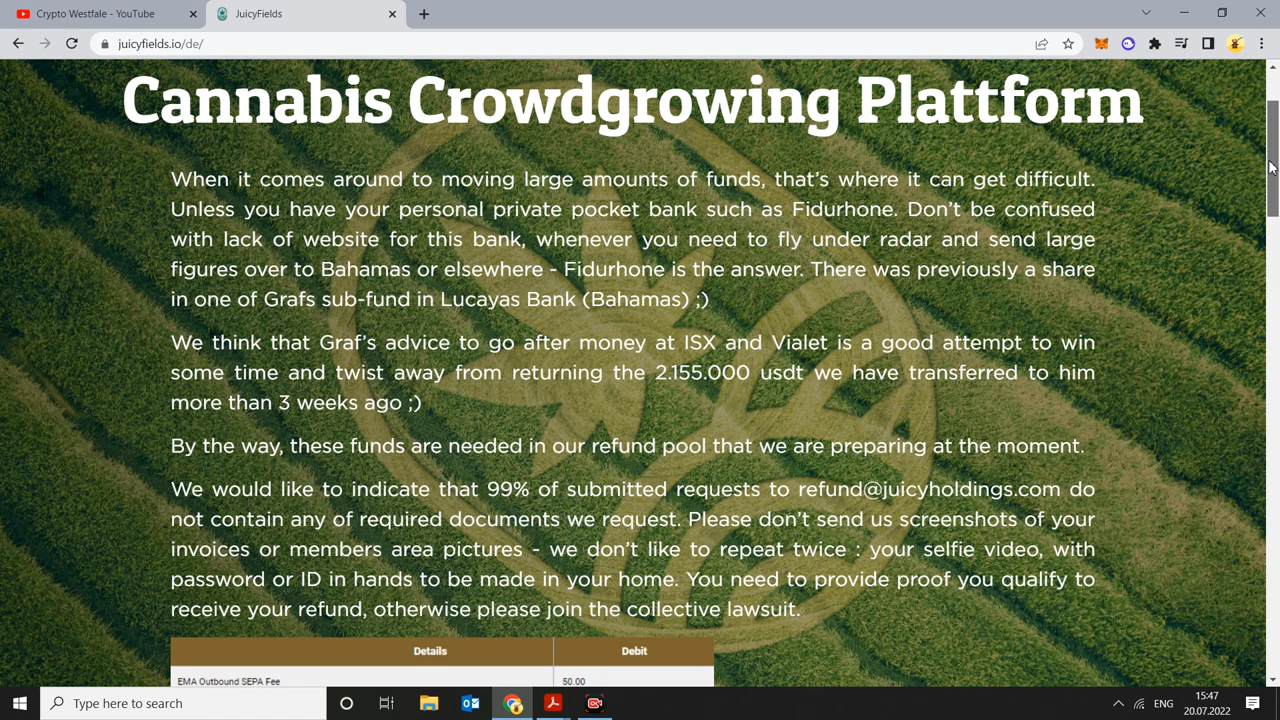 Crypto Westfale - YouTube
JuicyFields
juicyfields.io/de/
Cannabis Crowdgrowing Plattform
When it comes around to moving large amounts of funds, that's where it can get difficult.
Unless you have your personal private pocket bank such as Fidurhone. Don't be confused
with lack of website for this bank, whenever you need to fly under radar and send large
figures over to Bahamas or elsewhere - Fidurhone is the answer. There was previously a share
in one of Grafs sub-fund in Lucayas Bank (Bahamas) ;)
We think that Graf's advice to go after money at ISX and Vialet is a good attempt to win
some time and twist away from returning the 2.155.000 usdt we have transferred to him
more than 3 weeks ago ;)
By the way, these funds are needed in our refund pool that we are preparing at the moment.
We would like to indicate that 99% of submitted requests to refund@juicyholdings.com do
not contain any of required documents we request. Please don't send us screenshots of your
invoices or members area pictures - we don't like to repeat twice : your selfie video, with
password or ID in hands to be made in your home. You need to provide proof you qualify to
receive your refund, otherwise please join the collective lawsuit.
Details Debit
EMA Outbound SEPA Fee 50.00
Type here to search
ENG
15:47
20.07.2022